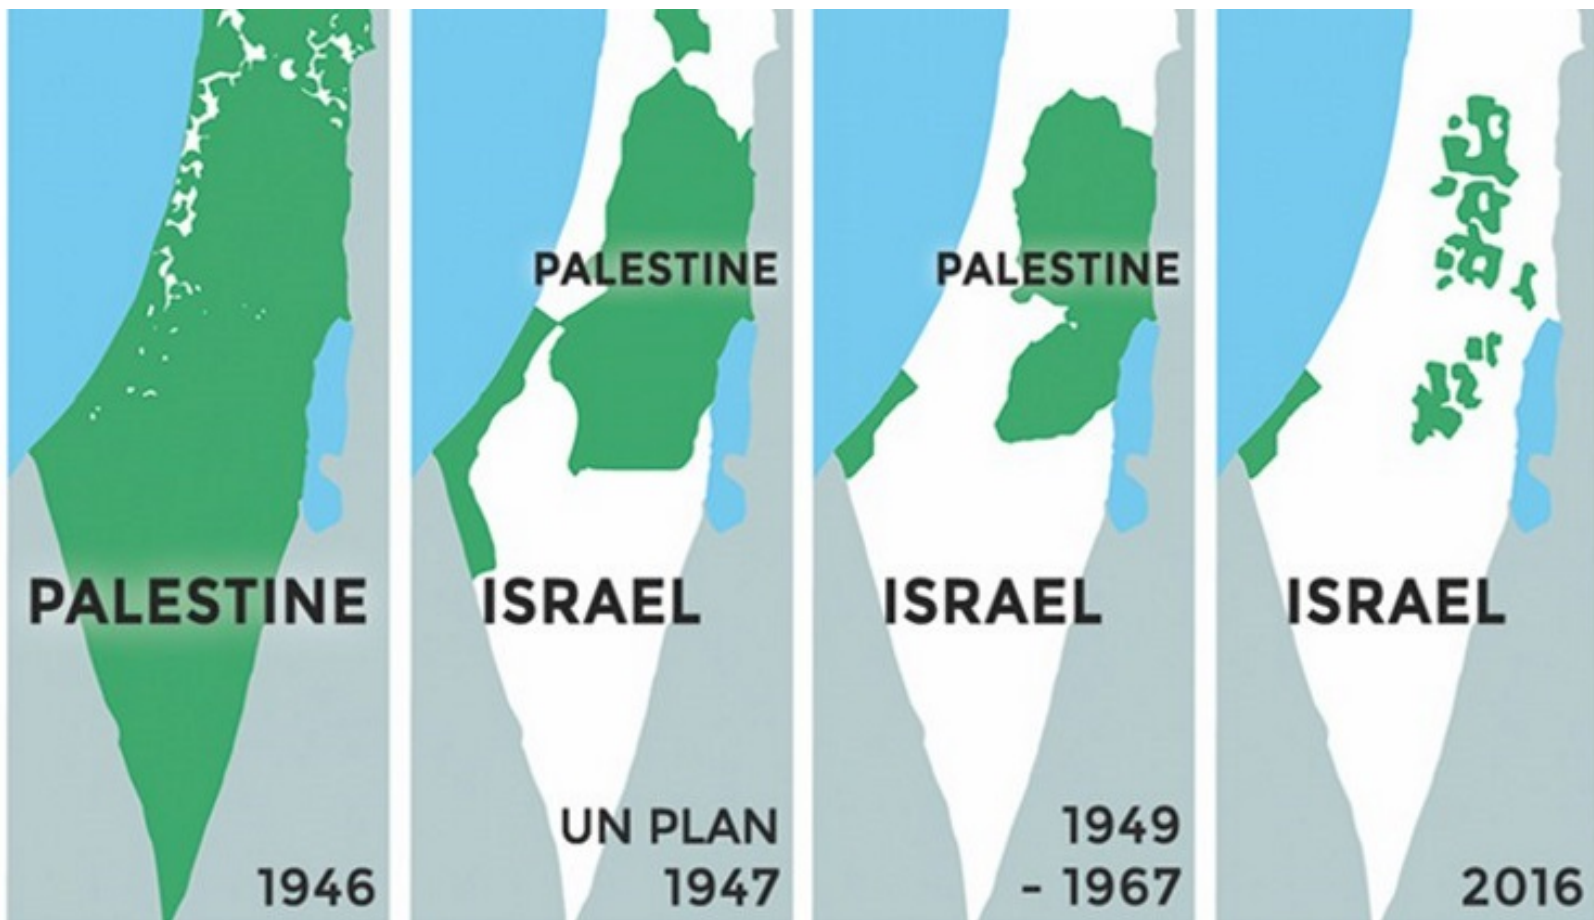 PALESTINE
1946
PALESTINE
ISRAEL
UN PLAN
1947
PALESTINE
ISRAEL
1949
- 1967
ISRAEL
2016